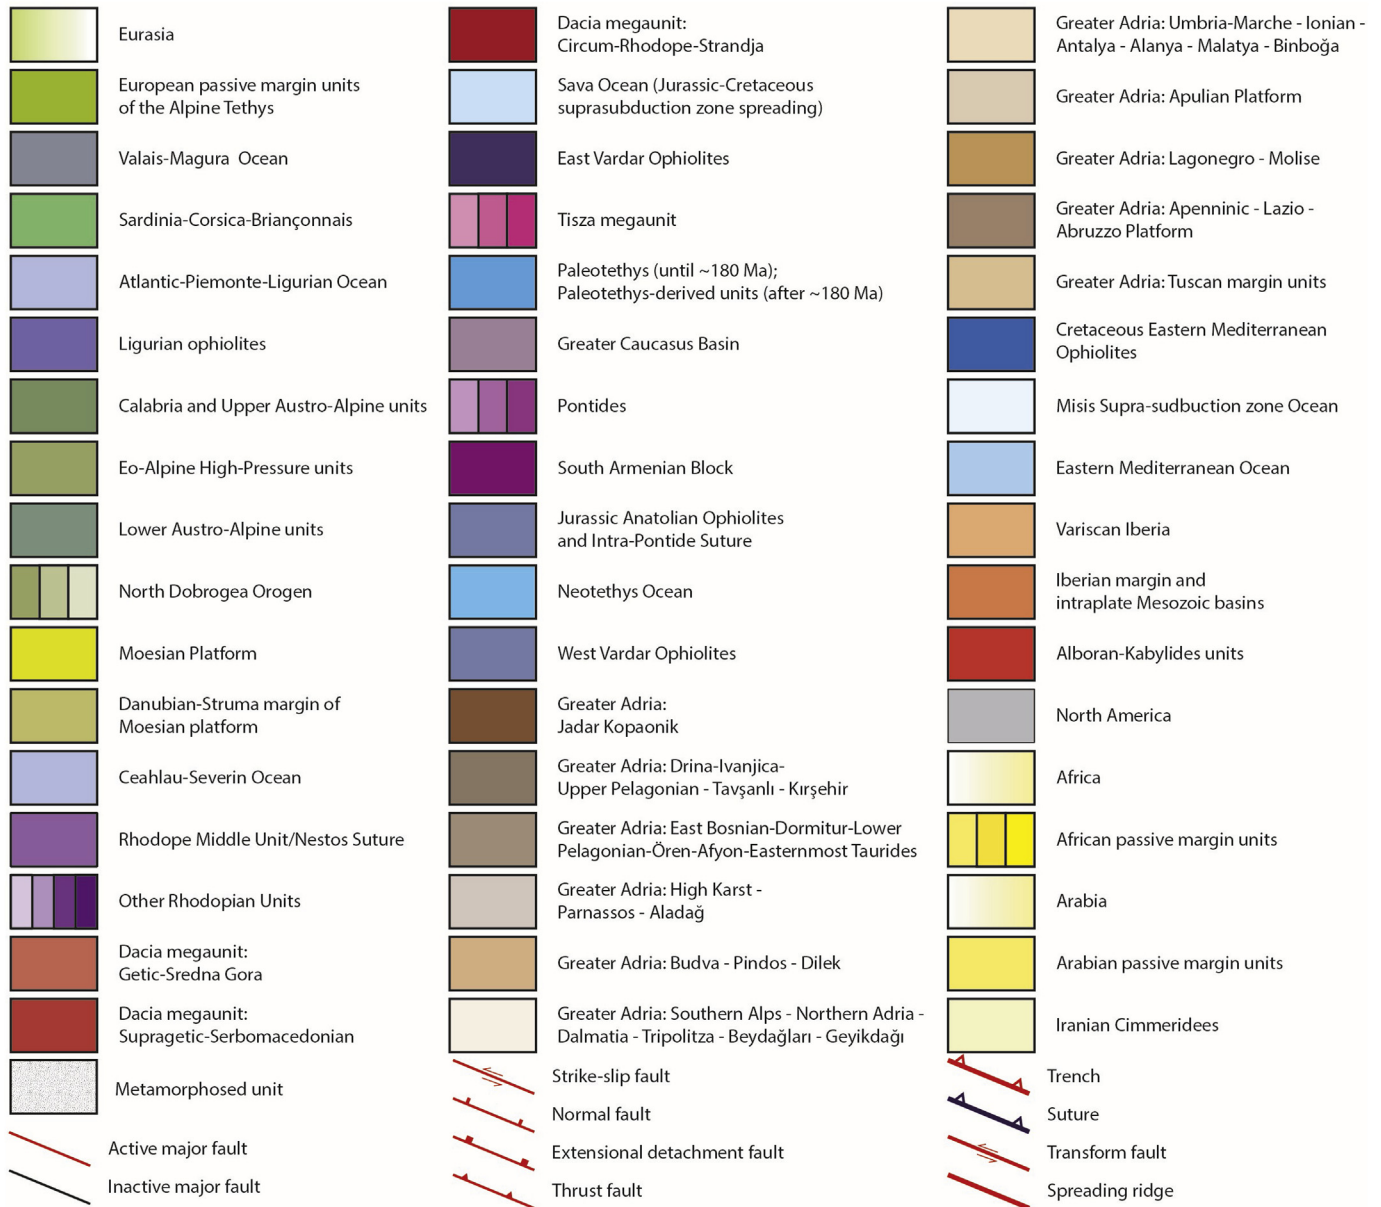 Eurasia
European passive margin units
of the Alpine Tethys
Valais-Magura Ocean
Sardinia-Corsica-Briançonnais
Atlantic-Piemonte-Ligurian Ocean
Ligurian ophiolites
Calabria and Upper Austro-Alpine units
Eo-Alpine High-Pressure units
Lower Austro-Alpine units
North Dobrogea Orogen
Moesian Platform
Danubian-Struma margin of
Moesian platform
Ceahlau-Severin Ocean
Rhodope Middle Unit/Nestos Suture
Other Rhodopian Units
Dacia megaunit:
Getic-Sredna Gora
Dacia megaunit:
Supragetic-Serbomacedonian
Metamorphosed unit
Active major fault
Inactive major fault
Dacia megaunit:
Circum-Rhodope-Strandja
Sava Ocean (Jurassic-Cretaceous
suprasubduction zone spreading)
East Vardar Ophiolites
Tisza megaunit
Paleotethys (until ~180 Ma);
Paleotethys-derived units (after ~180 Ma)
Greater Caucasus Basin
Pontides
South Armenian Block
Jurassic Anatolian Ophiolites
and Intra-Pontide Suture
Neotethys Ocean
West Vardar Ophiolites
Greater Adria:
Jadar Kopaonik
Greater Adria: Drina-Ivanjica-
Upper Pelagonian - Tavşanlı - Kırşehir
Greater Adria: East Bosnian-Dormitur-Lower
Pelagonian-Ören-Afyon-Easternmost Taurides
Greater Adria: High Karst -
Parnassos - Aladağ
Greater Adria: Budva - Pindos - Dilek
Greater Adria: Southern Alps - Northern Adria -
Dalmatia - Tripolitza - Beydağları - Geyikdağı
Strike-slip fault
Normal fault
Extensional detachment fault
Thrust fault
Greater Adria: Umbria-Marche - Ionian -
Antalya - Alanya - Malatya - Binboğa
Greater Adria: Apulian Platform
Greater Adria: Lagonegro - Molise
Greater Adria: Apenninic - Lazio -
Abruzzo Platform
Greater Adria: Tuscan margin units
Cretaceous Eastern Mediterranean
Ophiolites
Misis Supra-sudbuction zone Ocean
Eastern Mediterranean Ocean
Variscan Iberia
Iberian margin and
intraplate Mesozoic basins
Alboran-Kabylides units
North America
Africa
African passive margin units
Arabia
Arabian passive margin units
Iranian Cimmeridees
Trench
Suture
Transform fault
Spreading ridge